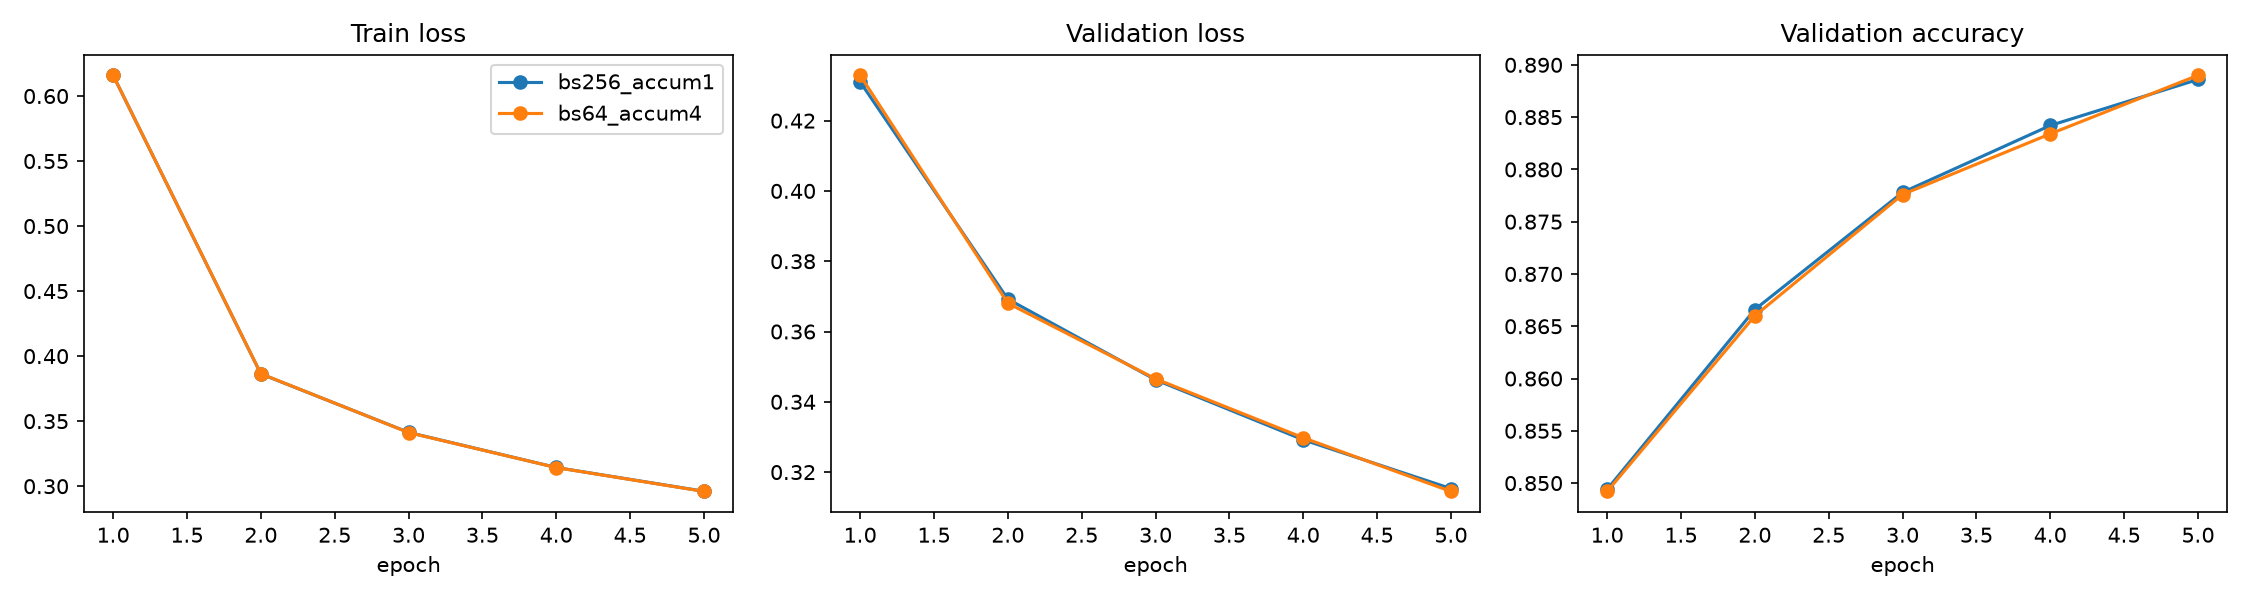 Train loss
bs256_accum1
bs64_accum4
0.60
0.55
0.50
0.45
0.40
0.35
0.30
1.0 1.5 2.0 2.5 3.0 3.5 4.0 4.5 5.0
epoch
Validation loss
0.42
0.40
0.38
0.36
0.34
0.32
1.0 1.5 2.0 2.5 3.0 3.5 4.0 4.5 5.0
epoch
Validation accuracy
0.890
0.885
0.880
0.875
0.870
0.865
0.860
0.855
0.850
1.0 1.5 2.0 2.5 3.0 3.5 4.0 4.5 5.0
epoch